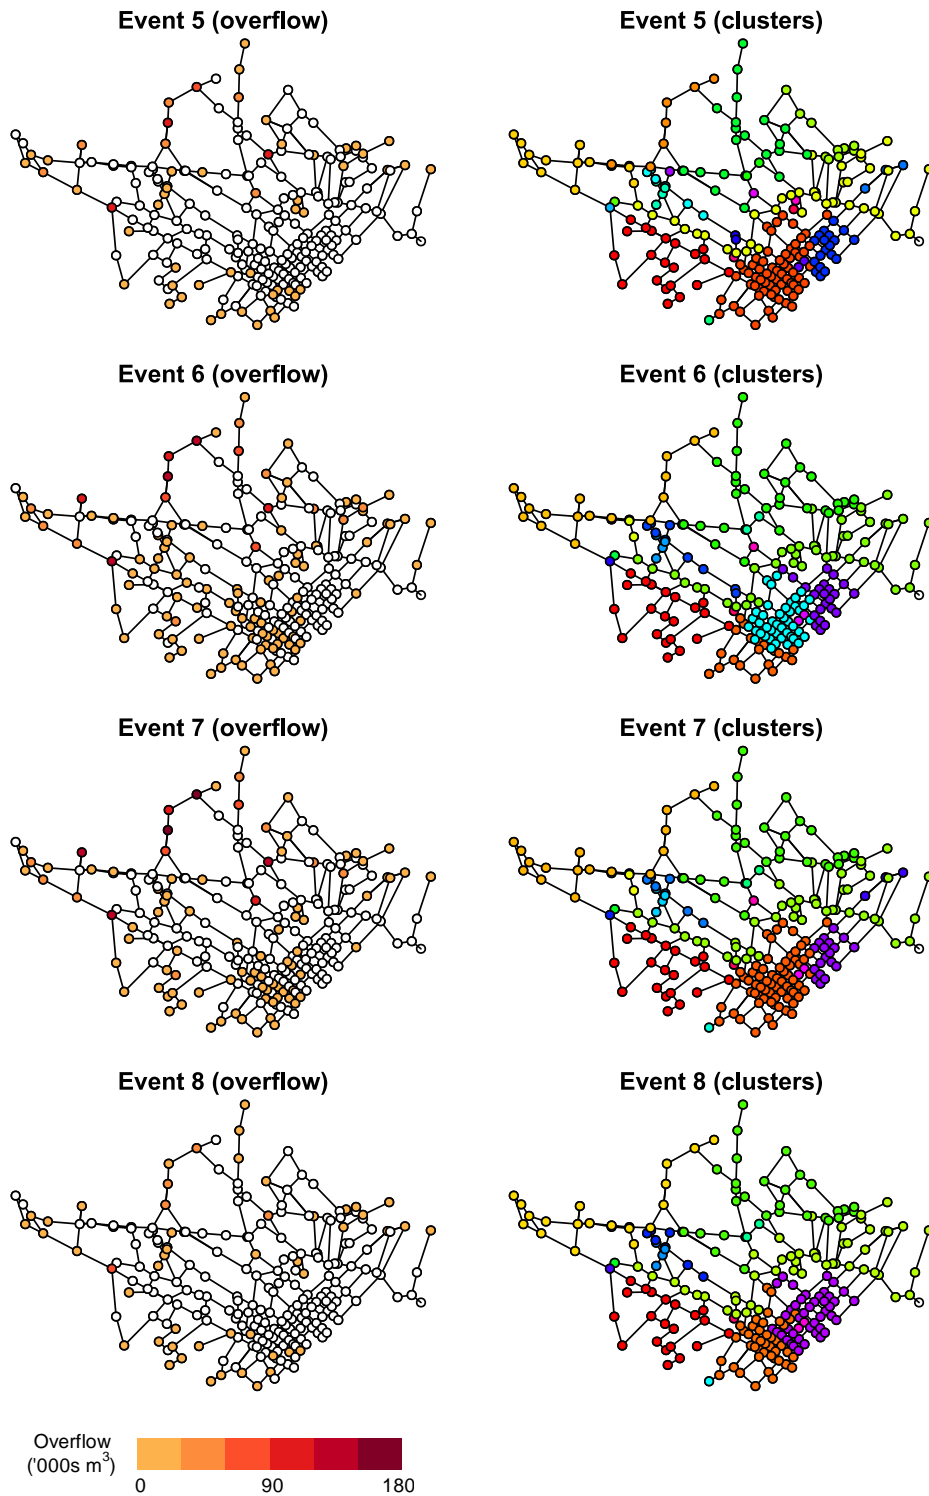 Event 5 (overflow)
Event 5 (clusters)
Event 6 (overflow)
Event 6 (clusters)
Event 7 (overflow)
Event 7 (clusters)
Event 8 (overflow)
Event 8 (clusters)
Overflow
('000s m³)
0 90 180